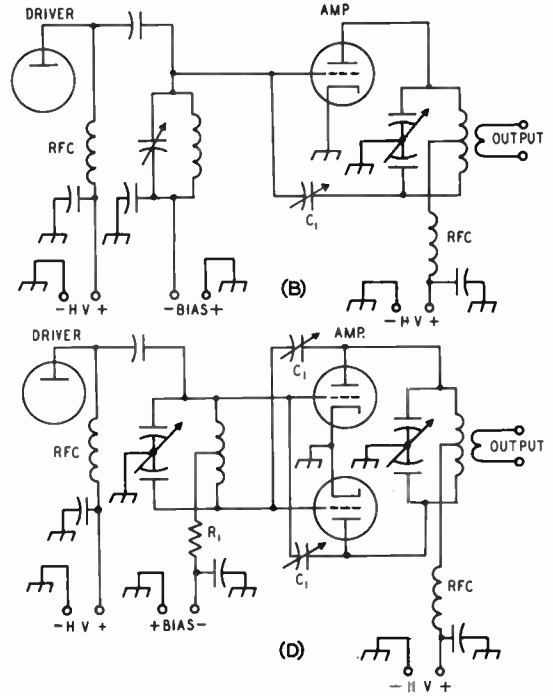 DRIVER
AMP
RFC
OUTPUT
C1
RFC
-HV+
-BIAS+
(B)
-HV+
DRIVER
AMP.
C1
RFC
OUTPUT
R1
C1
RFC
-HV+
+BIAS-
(D)
-HV+